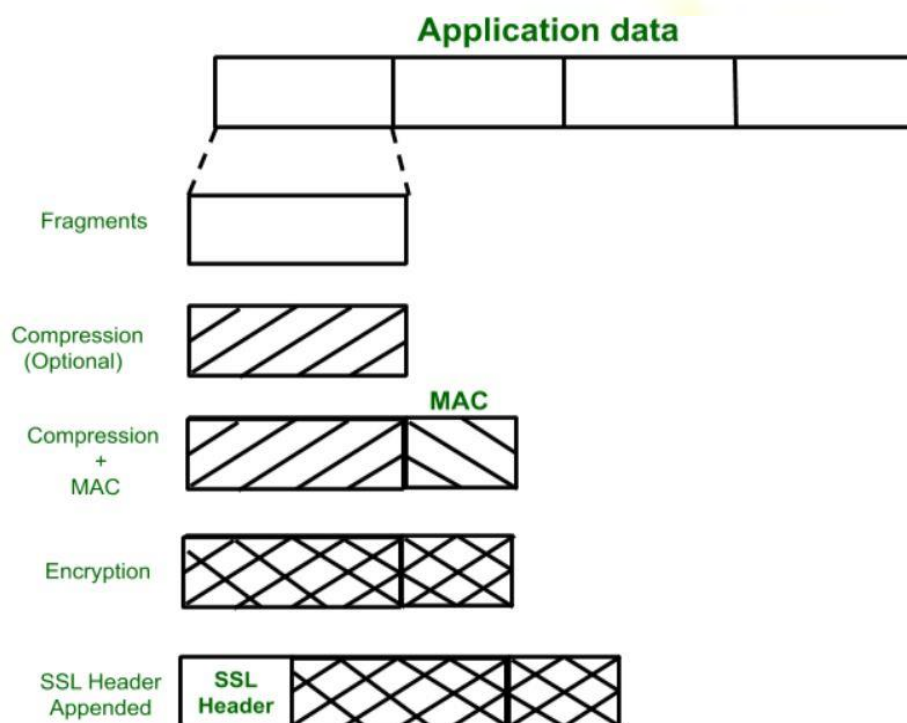 Application data
Fragments
Compression
(Optional)
MAC
Compression
+
MAC
Encryption
SSL Header
Appended
SSL
Header